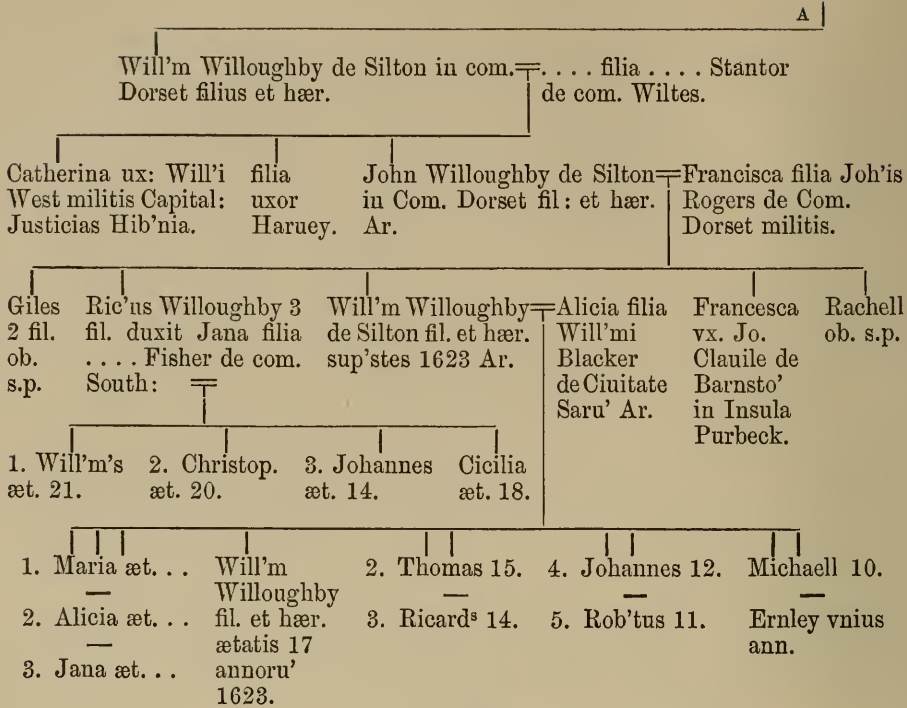 A
Will'm Willoughby de Silton in com.
Dorset filius et hær.
. . . . filia . . . . Stantor
de com. Wiltes.
Catherina ux: Will'i
West militis Capital:
Justicias Hib'nia.
filia
uxor
Haruey.
John Willoughby de Silton
in Com. Dorset fil: et hær.
Ar.
Francisca filia Joh'is
Rogers de Com.
Dorset militis.
Giles
2 fil.
ob.
s.p.
Ric'us Willoughby 3
fil. duxit Jana filia
. . . . Fisher de com.
South:
Will'm Willoughby
de Silton fil. et hær.
sup'stes 1623 Ar.
Alicia filia
Will'mi
Blacker
de Ciuitate
Saru' Ar.
Francesca
vx. Jo.
Clauile de
Barnsto'
in Insula
Purbeck.
Rachell
ob. s.p.
1. Will'm's
æt. 21.
2. Christop.
æt. 20.
3. Johannes
æt. 14.
Cicilia
æt. 18.
1. Maria æt. . .
2. Alicia æt. . .
3. Jana æt. . .
Will'm
Willoughby
fil. et hær.
ætatis 17
annoru'
1623.
2. Thomas 15.
3. Ricardˢ 14.
4. Johannes 12.
5. Rob'tus 11.
Michaell 10.
Ernley vnius
ann.